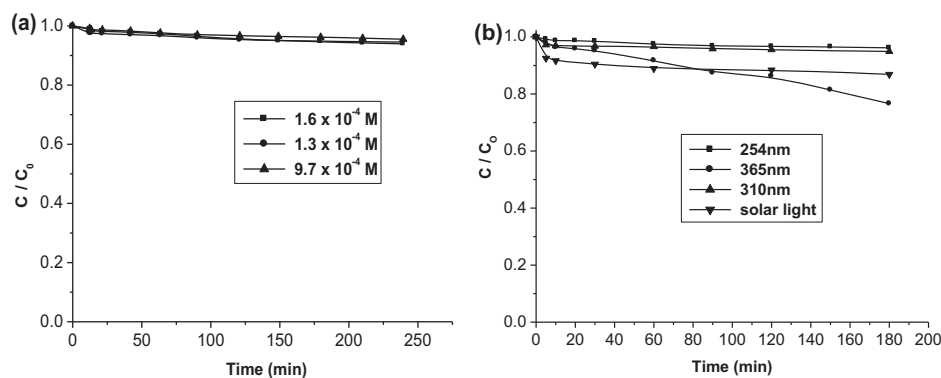 (a)
1.0
0.8
0.6
0.4
0.2
0.0
C / C₀
1.6 x 10⁻⁴ M
1.3 x 10⁻⁴ M
9.7 x 10⁻⁴ M
0 50 100 150 200 250
Time (min)
(b)
1.0
0.8
0.6
0.4
0.2
0.0
C / C₀
254nm
365nm
310nm
solar light
0 20 40 60 80 100 120 140 160 180 200
Time (min)